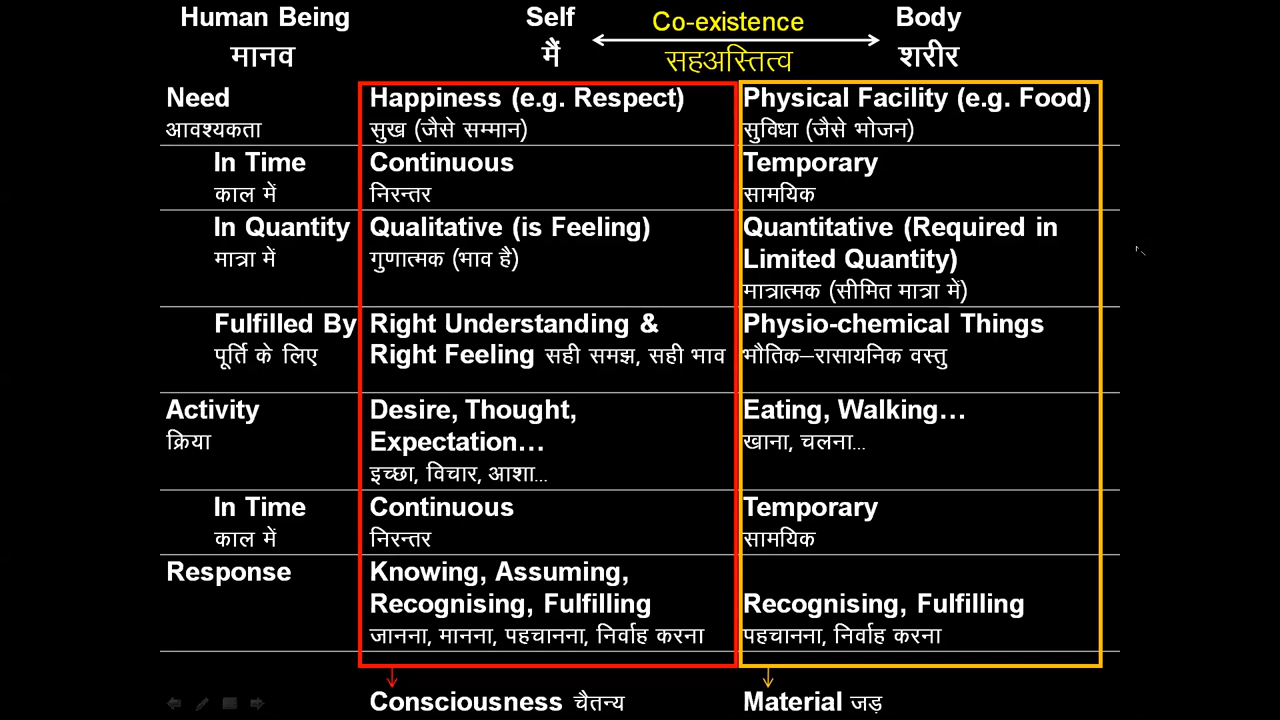 Human Being Self Co-existence Body
मानव मैं सहअस्तित्व शरीर
Need Happiness (e.g. Respect) Physical Facility (e.g. Food)
आवश्यकता सुख (जैसे सम्मान) सुविधा (जैसे भोजन)
In Time Continuous Temporary
काल में निरन्तर सामयिक
In Quantity Qualitative (is Feeling) Quantitative (Required in
मात्रा में गुणात्मक (भाव है) Limited Quantity)
मात्रात्मक (सीमित मात्रा में)
Fulfilled By Right Understanding & Physio-chemical Things
पूर्ति के लिए Right Feeling सही समझ, सही भाव भौतिक–रासायनिक वस्तु
Activity Desire, Thought, Eating, Walking…
क्रिया Expectation… खाना, चलना...
इच्छा, विचार, आशा...
In Time Continuous Temporary
काल में निरन्तर सामयिक
Response Knowing, Assuming,
Recognising, Fulfilling Recognising, Fulfilling
जानना, मानना, पहचानना, निर्वाह करना पहचानना, निर्वाह करना
Consciousness चैतन्य Material जड़